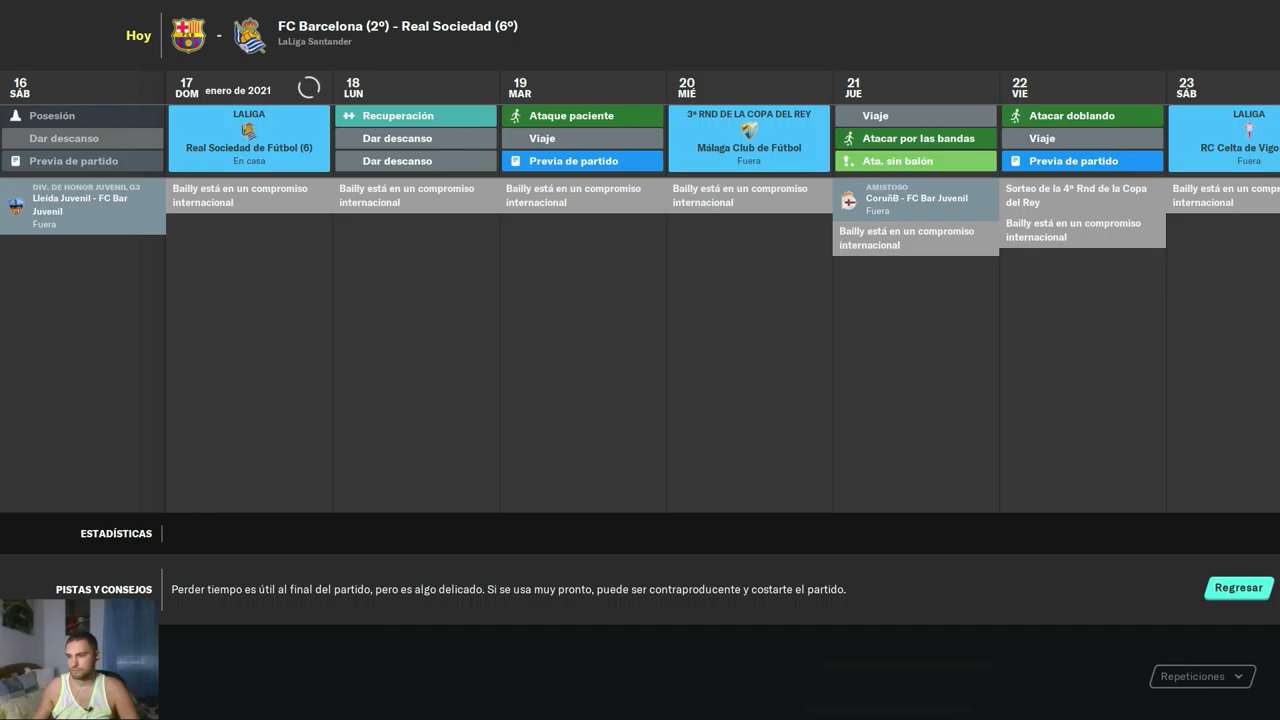 Hoy
-
FC Barcelona (2º) - Real Sociedad (6º)
LaLiga Santander
16
SÁB
17
DOM enero de 2021
18
LUN
19
MAR
20
MIÉ
21
JUE
22
VIE
23
SÁB
Posesión
Dar descanso
Previa de partido
DIV. DE HONOR JUVENIL G3
Lleida Juvenil - FC Bar
Juvenil
Fuera
LALIGA
Real Sociedad de Fútbol (6)
En casa
Bailly está en un compromiso
internacional
Recuperación
Dar descanso
Dar descanso
Bailly está en un compromiso
internacional
Ataque paciente
Viaje
Previa de partido
Bailly está en un compromiso
internacional
3ª RND DE LA COPA DEL REY
Málaga Club de Fútbol
Fuera
Bailly está en un compromiso
internacional
Viaje
Atacar por las bandas
Ata. sin balón
AMISTOSO
CoruñB - FC Bar Juvenil
Fuera
Bailly está en un compromiso
internacional
Atacar doblando
Viaje
Previa de partido
Sorteo de la 4ª Rnd de la Copa
del Rey
Bailly está en un compromiso
internacional
LALIGA
RC Celta de Vigo
Fuera
Bailly está en un compr
internacional
ESTADÍSTICAS
PISTAS Y CONSEJOS
Perder tiempo es útil al final del partido, pero es algo delicado. Si se usa muy pronto, puede ser contraproducente y costarte el partido.
Regresar
Repeticiones